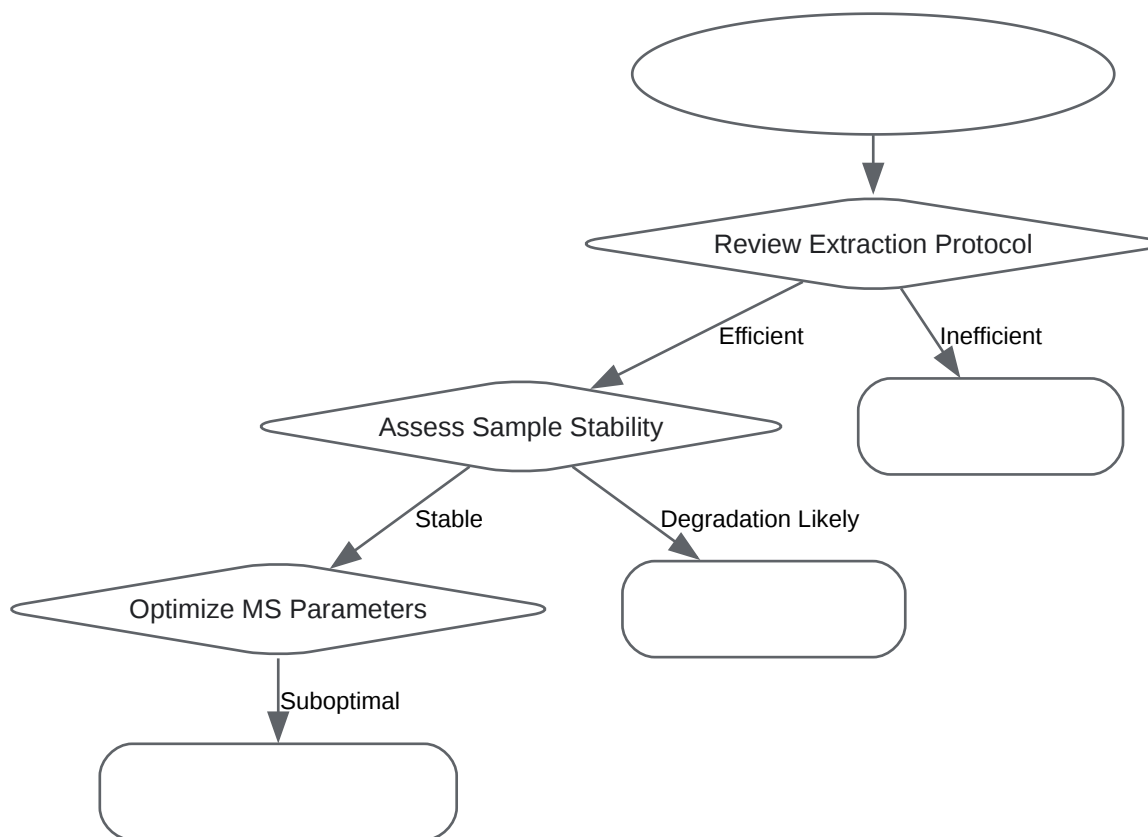 Review Extraction Protocol
Efficient
Inefficient
Assess Sample Stability
Stable
Degradation Likely
Optimize MS Parameters
Suboptimal